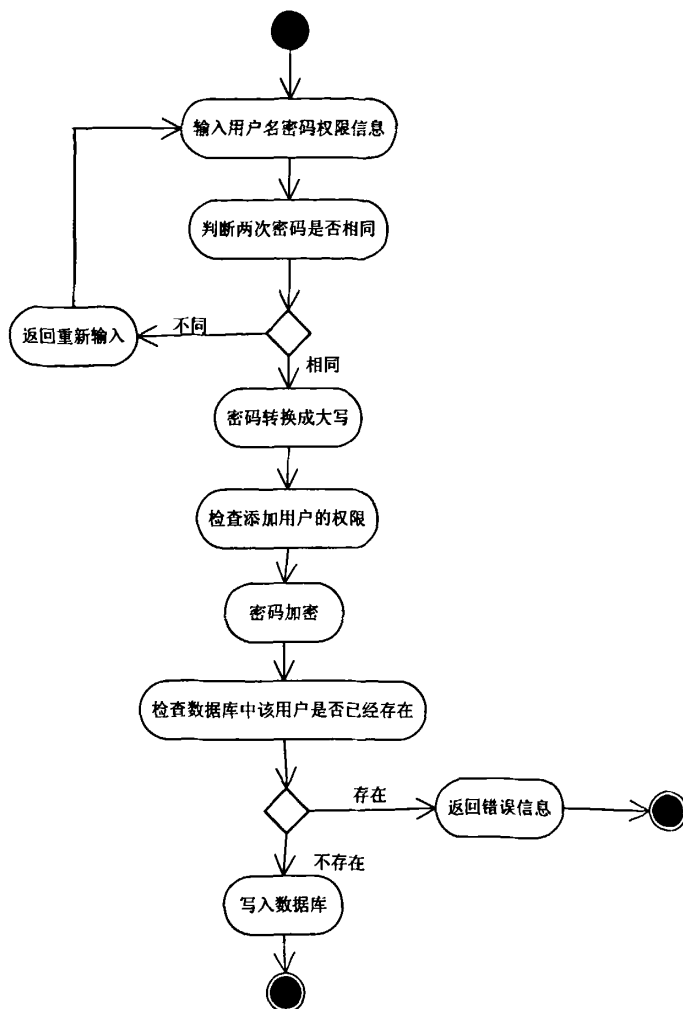 输入用户名密码权限信息
判断两次密码是否相同
不同
返回重新输入
相同
密码转换成大写
检查添加用户的权限
密码加密
检查数据库中该用户是否已经存在
存在
返回错误信息
不存在
写入数据库